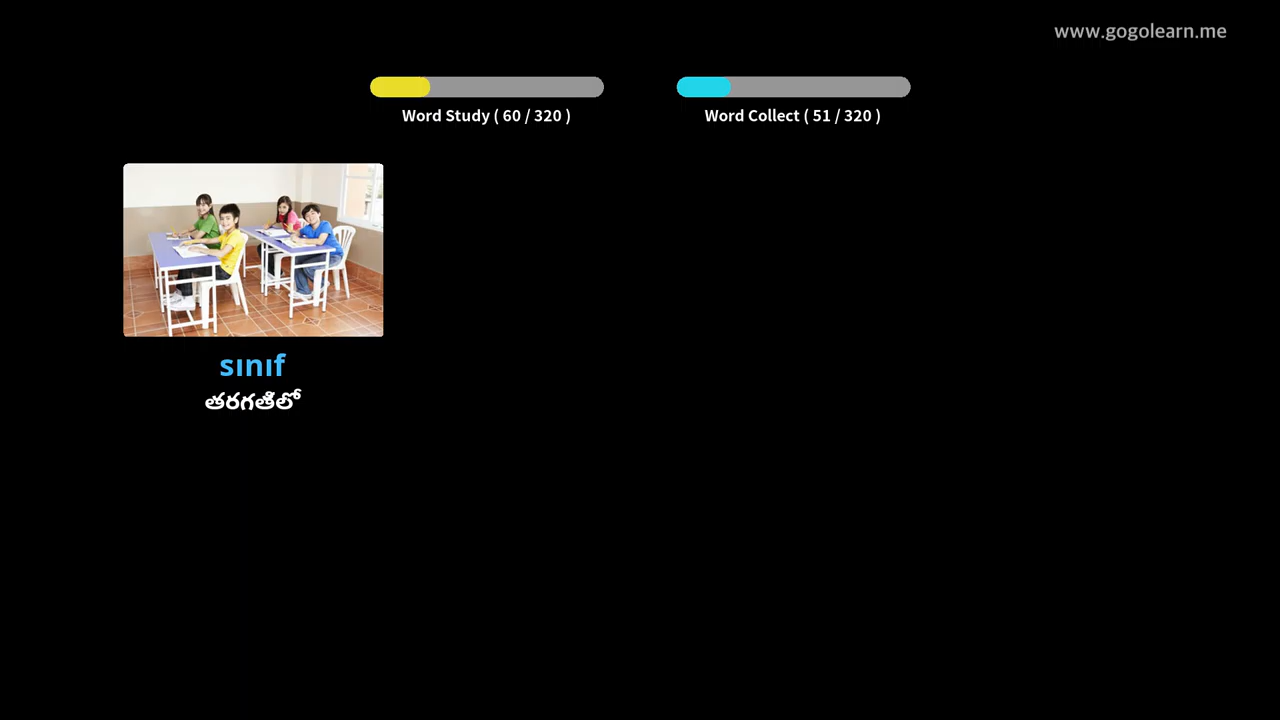 www.gogolearn.me
Word Study ( 60 / 320 )
Word Collect ( 51 / 320 )
sınıf
తరగతిలో